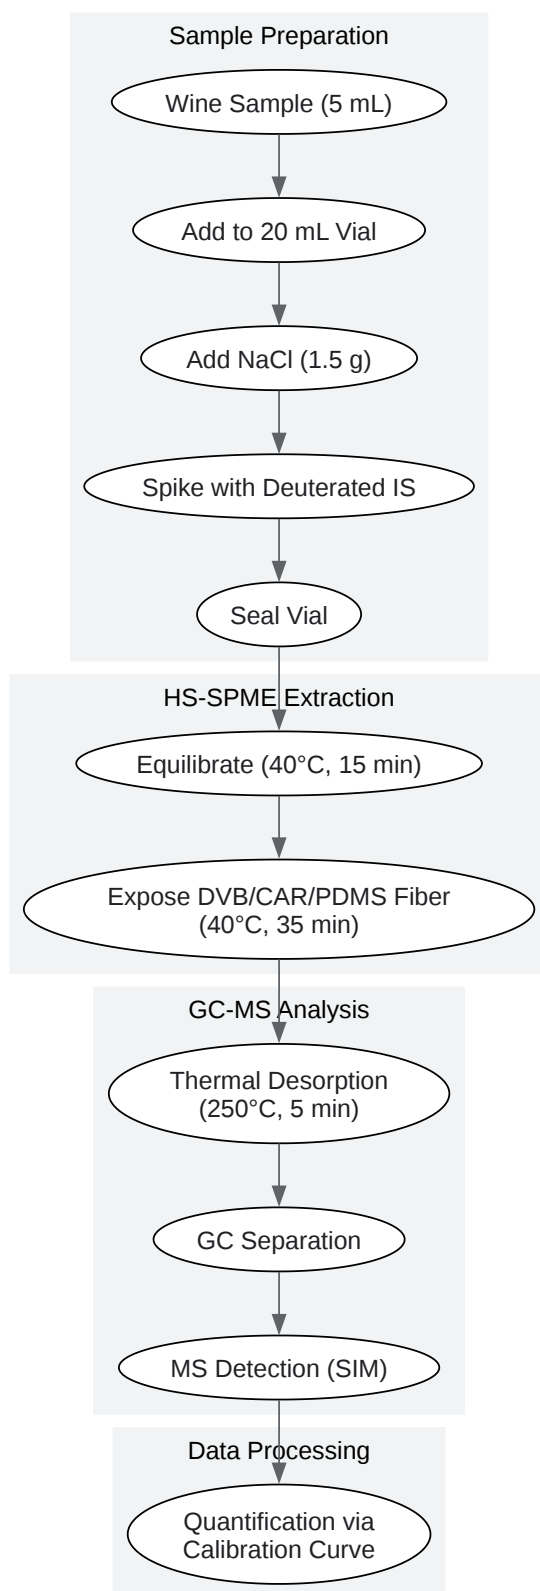 Sample Preparation
Wine Sample (5 mL)
Add to 20 mL Vial
Add NaCl (1.5 g)
Spike with Deuterated IS
Seal Vial
HS-SPME Extraction
Equilibrate (40°C, 15 min)
Expose DVB/CAR/PDMS Fiber
(40°C, 35 min)
GC-MS Analysis
Thermal Desorption
(250°C, 5 min)
GC Separation
MS Detection (SIM)
Data Processing
Quantification via
Calibration Curve